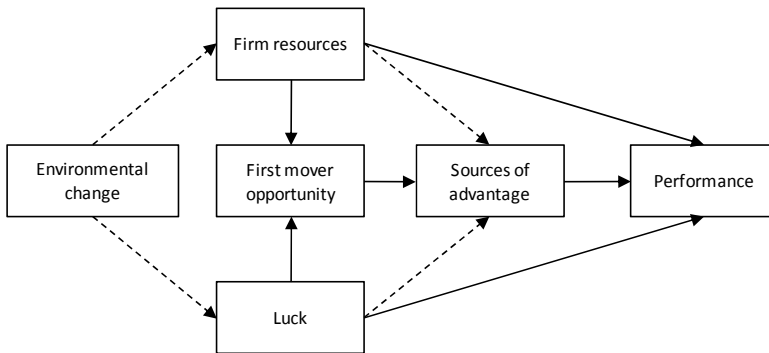 Firm resources
Environmental
change
First mover
opportunity
Sources of
advantage
Performance
Luck